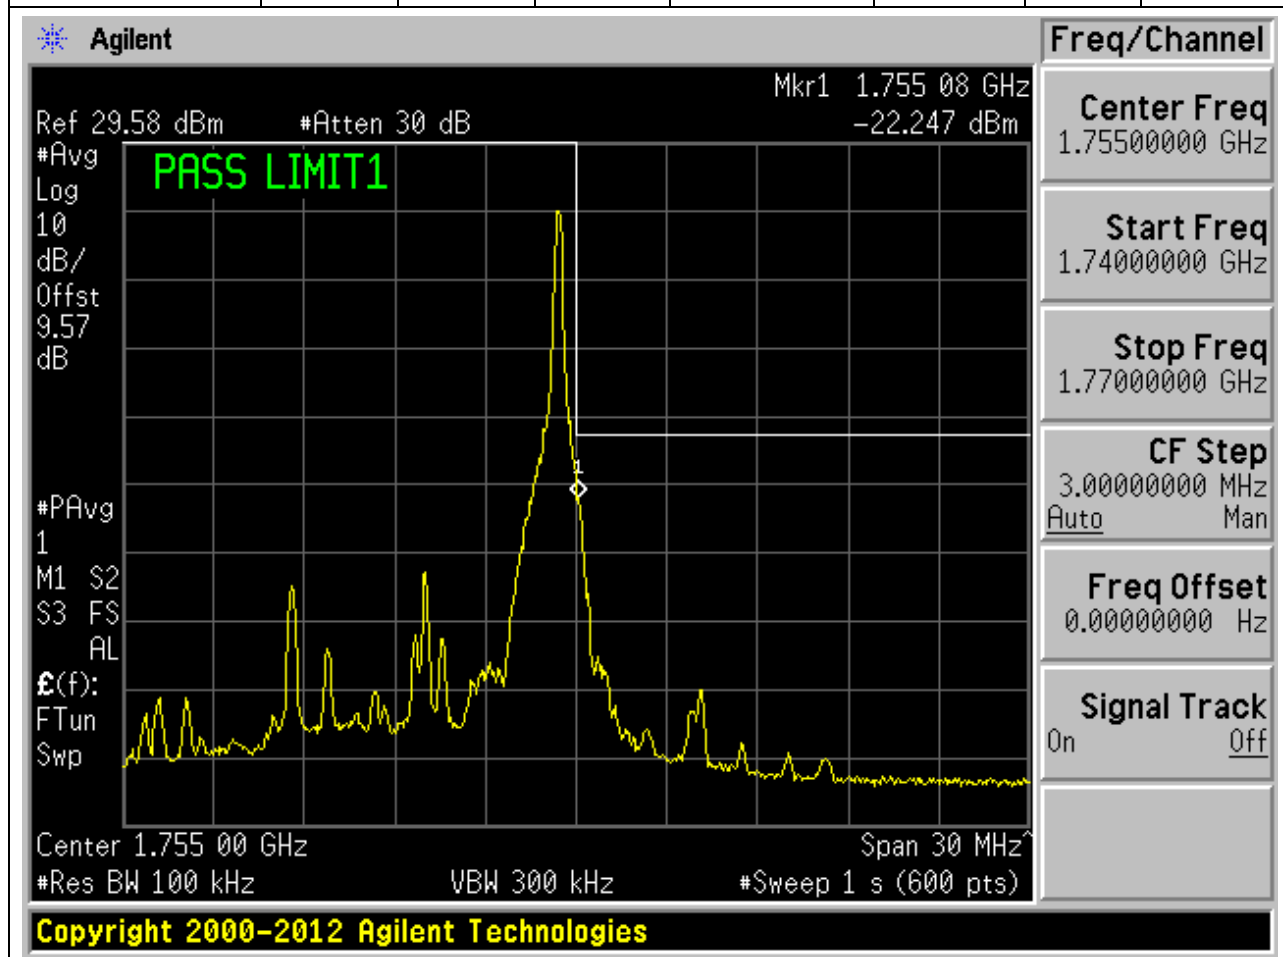 Agilent
Freq/Channel
Mkr1 1.755 08 GHz
Ref 29.58 dBm #Atten 30 dB -22.247 dBm
#Avg
Log
10
dB/
Offst
9.57
dB
PASS LIMIT1
1
#PAvg
1
M1 S2
S3 FS
AL
£(f):
FTun
Swp
Center 1.755 00 GHz Span 30 MHz^
#Res BW 100 kHz VBW 300 kHz #Sweep 1 s (600 pts)
Copyright 2000-2012 Agilent Technologies
Center Freq
1.75500000 GHz
Start Freq
1.74000000 GHz
Stop Freq
1.77000000 GHz
CF Step
3.00000000 MHz
Auto Man
Freq Offset
0.00000000 Hz
Signal Track
On Off